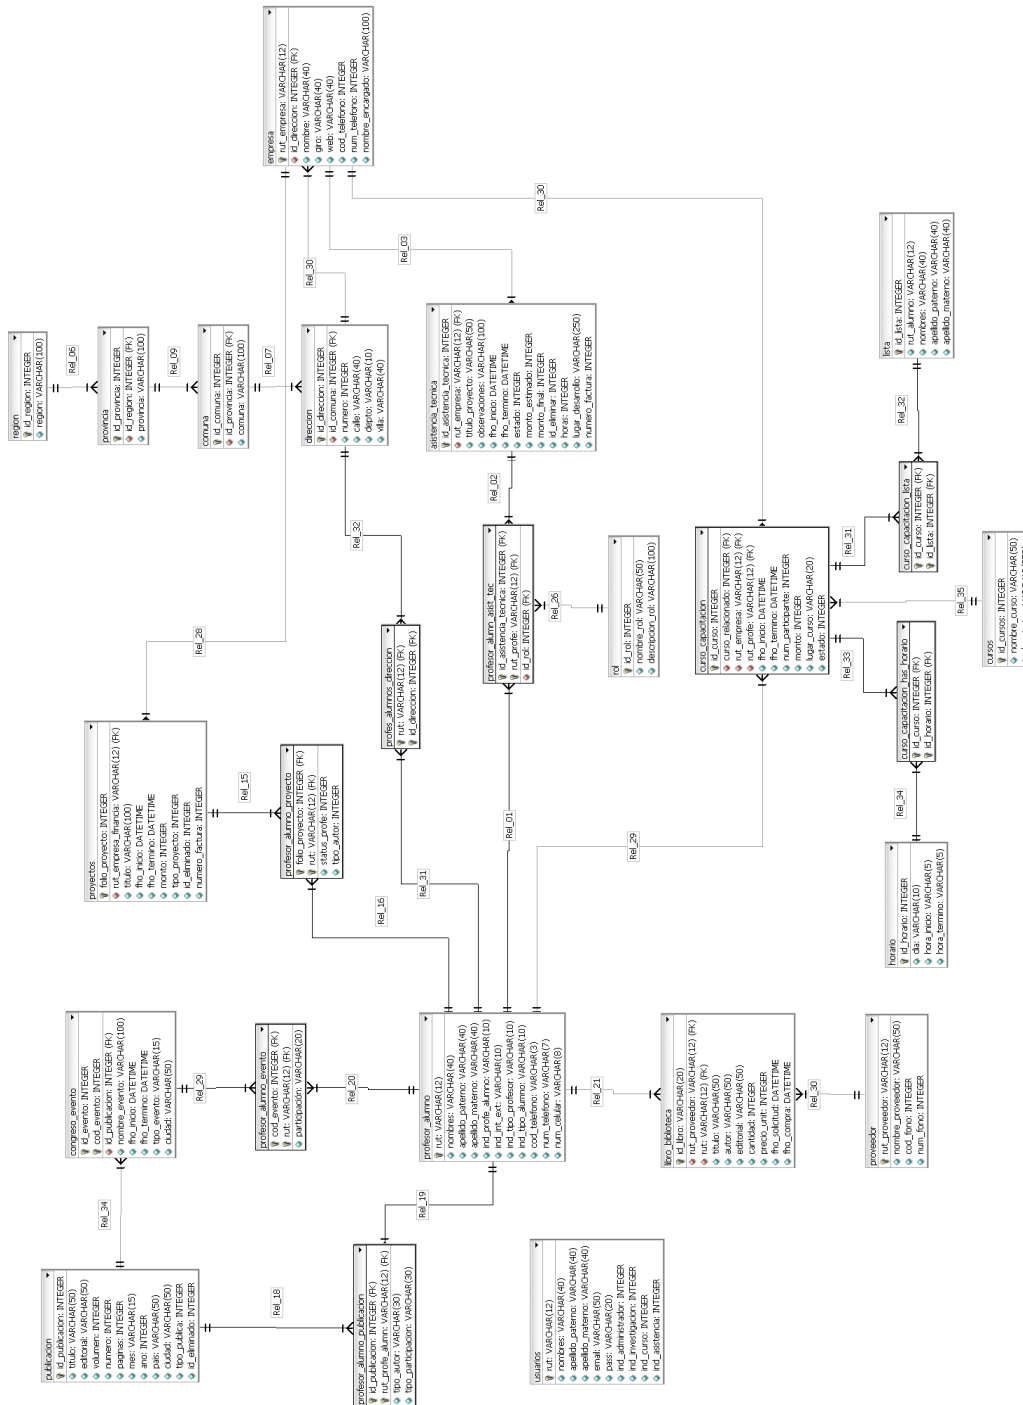 empresa
rut_empresa: VARCHAR(12)
id_direccion: INTEGER (FK)
nombre: VARCHAR(40)
giro: VARCHAR(40)
web: VARCHAR(40)
cod_telefono: INTEGER
num_telefono: INTEGER
nombre_encargado: VARCHAR(100)
region
id_region: INTEGER
region: VARCHAR(100)
Rel_06
provincia
id_provincia: INTEGER
id_region: INTEGER (FK)
provincia: VARCHAR(100)
Rel_09
comuna
id_comuna: INTEGER
id_provincia: INTEGER (FK)
comuna: VARCHAR(100)
Rel_07
direccion
id_direccion: INTEGER
id_comuna: INTEGER (FK)
numero: INTEGER
calle: VARCHAR(40)
depto: VARCHAR(10)
villa: VARCHAR(40)
Rel_30
Rel_03
Rel_30
Rel_28
Rel_32
asistencia_tecnica
id_asistencia_tecnica: INTEGER
rut_empresa: VARCHAR(12) (FK)
titulo_proyecto: VARCHAR(50)
observaciones: VARCHAR(100)
fho_inicio: DATETIME
fho_termino: DATETIME
estado: INTEGER
monto_estimado: INTEGER
monto_final: INTEGER
id_eliminar: INTEGER
horas: INTEGER
lugar_desarrollo: VARCHAR(250)
numero_factura: INTEGER
Rel_02
lista
id_lista: INTEGER
rut_alumno: VARCHAR(12)
nombres: VARCHAR(40)
apellido_paterno: VARCHAR(40)
apellido_materno: VARCHAR(40)
Rel_32
curso_capacitacion_lista
id_curso: INTEGER (FK)
id_lista: INTEGER (FK)
Rel_31
profesor_alumn_asist_tec
id_asistencia_tecnica: INTEGER (FK)
rut_profe: VARCHAR(12) (FK)
id_rol: INTEGER (FK)
Rel_26
rol
id_rol: INTEGER
nombre_rol: VARCHAR(50)
descripcion_rol: VARCHAR(100)
curso_capacitacion
id_curso: INTEGER
curso_relacionado: INTEGER (FK)
rut_empresa: VARCHAR(12) (FK)
rut_profe: VARCHAR(12) (FK)
fho_inicio: DATETIME
fho_termino: DATETIME
num_participante: INTEGER
monto: INTEGER
lugar_curso: VARCHAR(20)
estado: INTEGER
Rel_35
cursos
id_cursos: INTEGER
nombre_curso: VARCHAR(50)
Rel_33
curso_capacitacion_has_horario
id_curso: INTEGER (FK)
id_horario: INTEGER (FK)
Rel_34
horario
id_horario: INTEGER
dia: VARCHAR(10)
hora_inicio: VARCHAR(5)
hora_termino: VARCHAR(5)
profes_alumnos_direccion
rut: VARCHAR(12) (FK)
id_direccion: INTEGER (FK)
proyectos
folio_proyecto: INTEGER
rut_empresa_financia: VARCHAR(12) (FK)
titulo: VARCHAR(100)
fho_inicio: DATETIME
fho_termino: DATETIME
monto: INTEGER
tipo_proyecto: INTEGER
id_eliminado: INTEGER
numero_factura: INTEGER
Rel_15
profesor_alumno_proyecto
folio_proyecto: INTEGER (FK)
rut: VARCHAR(12) (FK)
status_profe: INTEGER
tipo_autor: INTEGER
Rel_16
Rel_31
Rel_01
Rel_29
congreso_evento
id_evento: INTEGER
cod_evento: INTEGER
id_publicacion: INTEGER (FK)
nombre_evento: VARCHAR(100)
fho_inicio: DATETIME
fho_termino: DATETIME
tipo_evento: VARCHAR(15)
ciudad: VARCHAR(50)
Rel_29
profesor_alumno_evento
cod_evento: INTEGER (FK)
rut: VARCHAR(12) (FK)
participación: VARCHAR(20)
Rel_20
profesor_alumno
rut: VARCHAR(12)
nombres: VARCHAR(40)
apellido_paterno: VARCHAR(40)
apellido_materno: VARCHAR(40)
ind_profe_alumno: VARCHAR(10)
ind_int_ext: VARCHAR(10)
ind_tipo_profesor: VARCHAR(10)
ind_tipo_alumno: VARCHAR(10)
cod_telefono: VARCHAR(3)
num_telefono: VARCHAR(7)
num_celular: VARCHAR(8)
Rel_21
libro_biblioteca
id_libro: VARCHAR(20)
rut_proveedor: VARCHAR(12) (FK)
rut: VARCHAR(12) (FK)
titulo: VARCHAR(50)
autor: VARCHAR(50)
editorial: VARCHAR(50)
cantidad: INTEGER
precio_unit: INTEGER
fho_solicitud: DATETIME
fho_compra: DATETIME
Rel_30
proveedor
rut_proveedor: VARCHAR(12)
nombre_proveedor: VARCHAR(50)
cod_fono: INTEGER
num_fono: INTEGER
Rel_34
Rel_19
publicacion
id_publicacion: INTEGER
titulo: VARCHAR(50)
editorial: VARCHAR(50)
volumen: INTEGER
numero: INTEGER
paginas: INTEGER
mes: VARCHAR(15)
ano: INTEGER
pais: VARCHAR(50)
ciudad: VARCHAR(50)
tipo_publica: INTEGER
id_eliminado: INTEGER
Rel_18
profesor_alumno_publicacion
id_publicacion: INTEGER (FK)
rut_profe_alumn: VARCHAR(12) (FK)
tipo_autor: VARCHAR(30)
tipo_participacion: VARCHAR(30)
usuarios
rut: VARCHAR(12)
nombres: VARCHAR(40)
apellido_paterno: VARCHAR(40)
apellido_materno: VARCHAR(40)
email: VARCHAR(50)
pass: VARCHAR(20)
ind_administrador: INTEGER
ind_investigacion: INTEGER
ind_curso: INTEGER
ind_asistencia: INTEGER